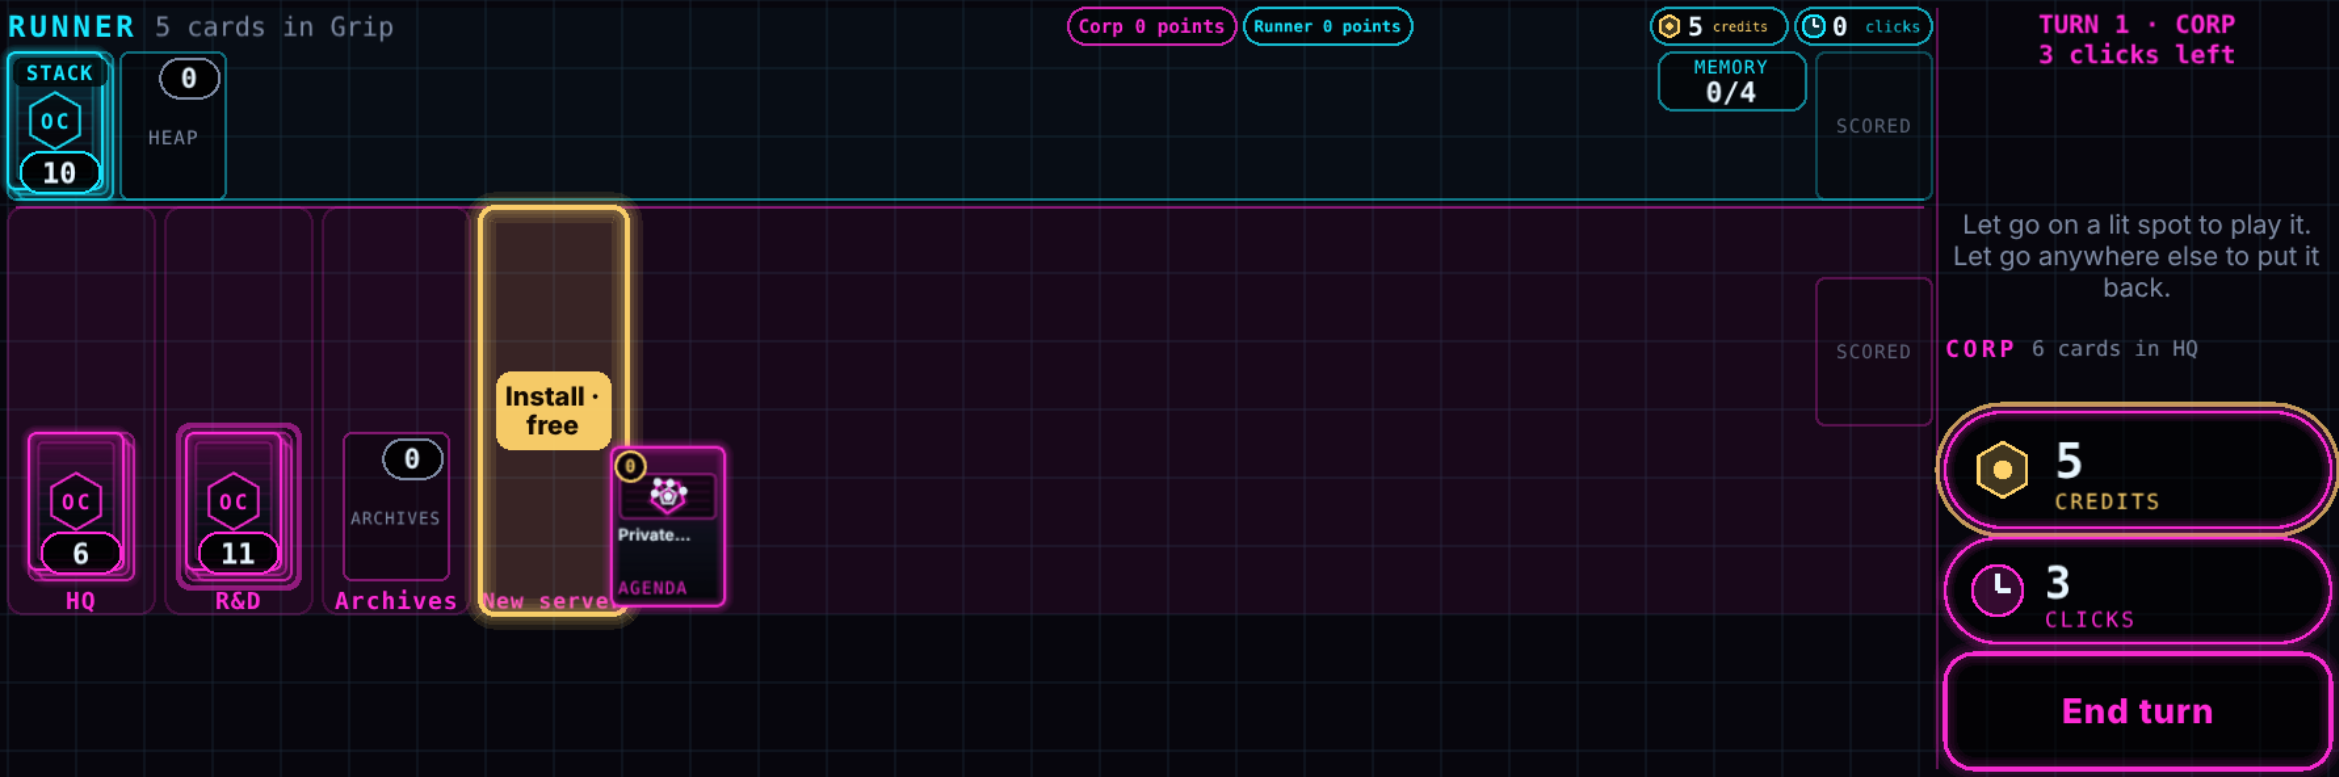 RUNNER 5 cards in Grip
Corp 0 points
Runner 0 points
5 credits
0 clicks
TURN 1 · CORP
3 clicks left
STACK
OC
10
0
HEAP
MEMORY
0/4
SCORED
Let go on a lit spot to play it.
Let go anywhere else to put it
back.
CORP 6 cards in HQ
SCORED
Install ·
free
0
Private...
AGENDA
OC
6
HQ
OC
11
R&D
0
ARCHIVES
Archives
New server
5
CREDITS
3
CLICKS
End turn